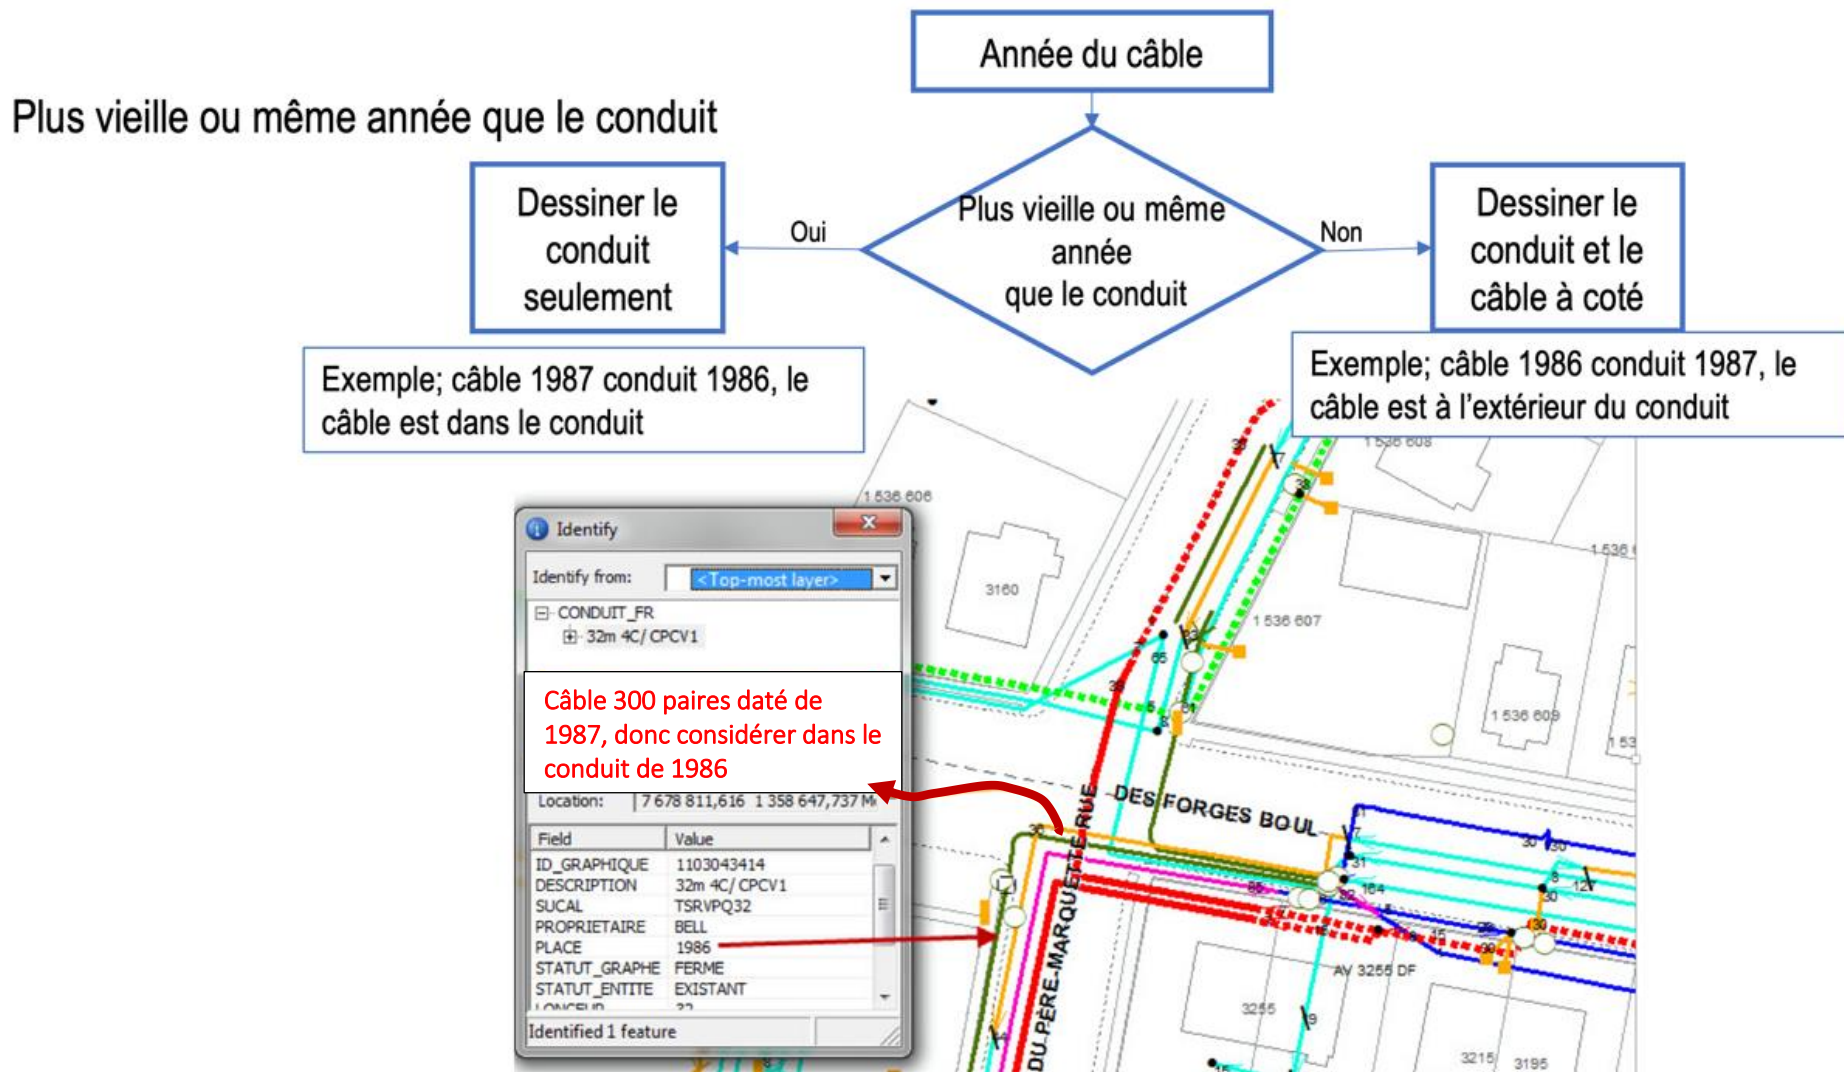 Année du câble
Plus vieille ou même année que le conduit
Dessiner le
conduit
seulement
Oui
Plus vieille ou même
année
que le conduit
Non
Dessiner le
conduit et le
câble à coté
Exemple; câble 1987 conduit 1986, le
câble est dans le conduit
Exemple; câble 1986 conduit 1987, le
câble est à l'extérieur du conduit
1 536 606
1 536 608
Identify
Identify from:
<Top-most layer>
CONDUIT_FR
32m 4C/ CPCV1
Câble 300 paires daté de
1987, donc considérer dans le
conduit de 1986
Location:
7 678 811,616 1 358 647,737
Field Value
ID_GRAPHIQUE 1103043414
DESCRIPTION 32m 4C/ CPCV1
SUCAL TSRVPQ32
PROPRIETAIRE BELL
PLACE 1986
STATUT_GRAPHE FERME
STATUT_ENTITE EXISTANT
Identified 1 feature
3160
1 536 607
1 536 609
DES FORGES BOUL
DU PÈRE-MARQUETTE RUE
AV 3255 DF
3255
3215
3195